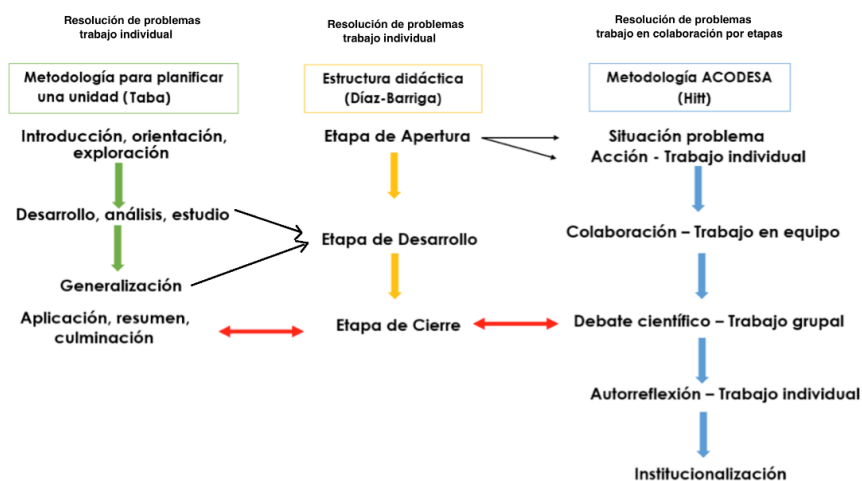 Resolución de problemas
trabajo individual
Metodología para planificar
una unidad (Taba)
Introducción, orientación,
exploración
Desarrollo, análisis, estudio
Generalización
Aplicación, resumen,
culminación
Resolución de problemas
trabajo individual
Estructura didáctica
(Díaz-Barriga)
Etapa de Apertura
Etapa de Desarrollo
Etapa de Cierre
Resolución de problemas
trabajo en colaboración por etapas
Metodología ACODESA
(Hitt)
Situación problema
Acción - Trabajo individual
Colaboración – Trabajo en equipo
Debate científico – Trabajo grupal
Autorreflexión – Trabajo individual
Institucionalización